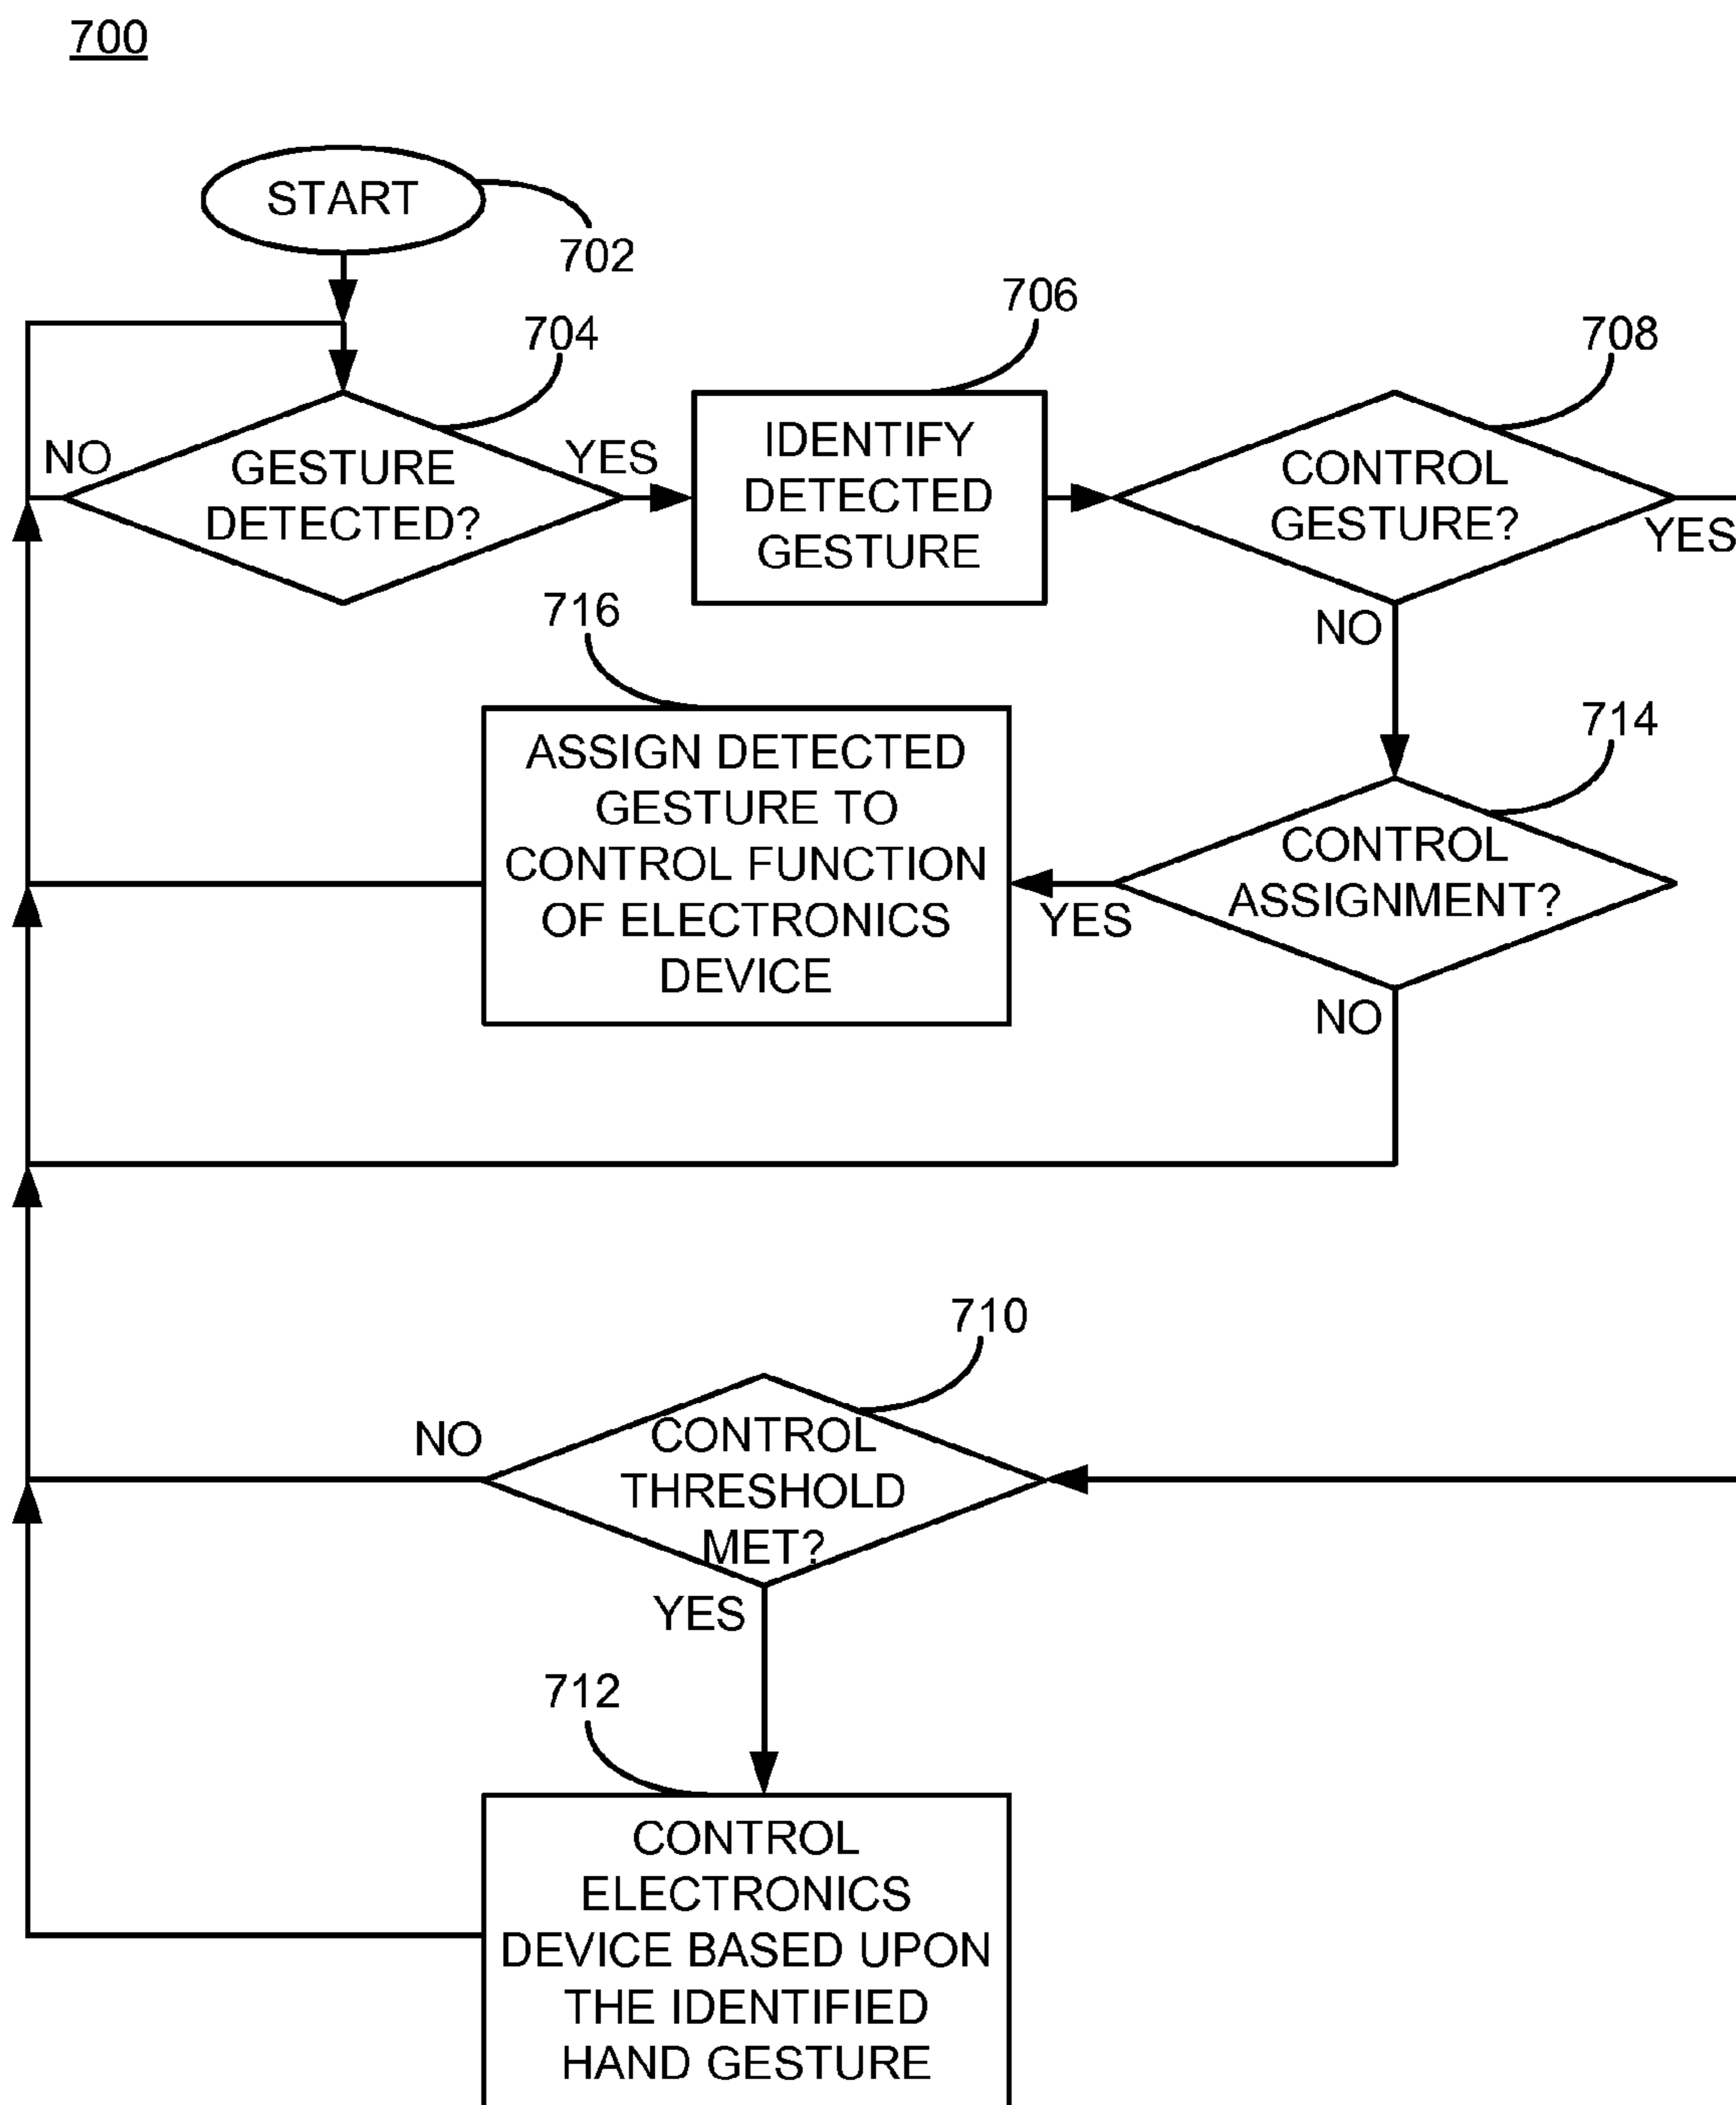 700
START
702
704
706
708
NO
GESTURE
DETECTED?
YES
IDENTIFY
DETECTED
GESTURE
CONTROL
GESTURE?
YES
NO
716
ASSIGN DETECTED
GESTURE TO
CONTROL FUNCTION
OF ELECTRONICS
DEVICE
714
CONTROL
ASSIGNMENT?
YES
NO
710
CONTROL
THRESHOLD
MET?
NO
YES
712
CONTROL
ELECTRONICS
DEVICE BASED UPON
THE IDENTIFIED
HAND GESTURE